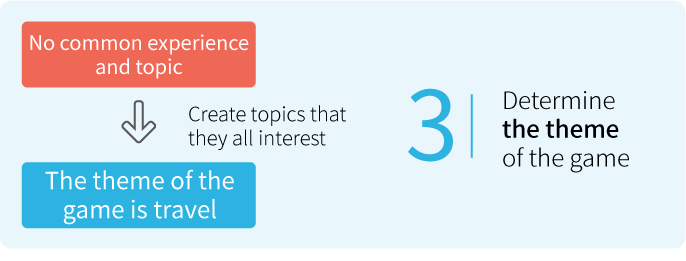 No common experience
and topic
Create topics that
they all interest
The theme of the
game is travel
3
Determine
the theme
of the game